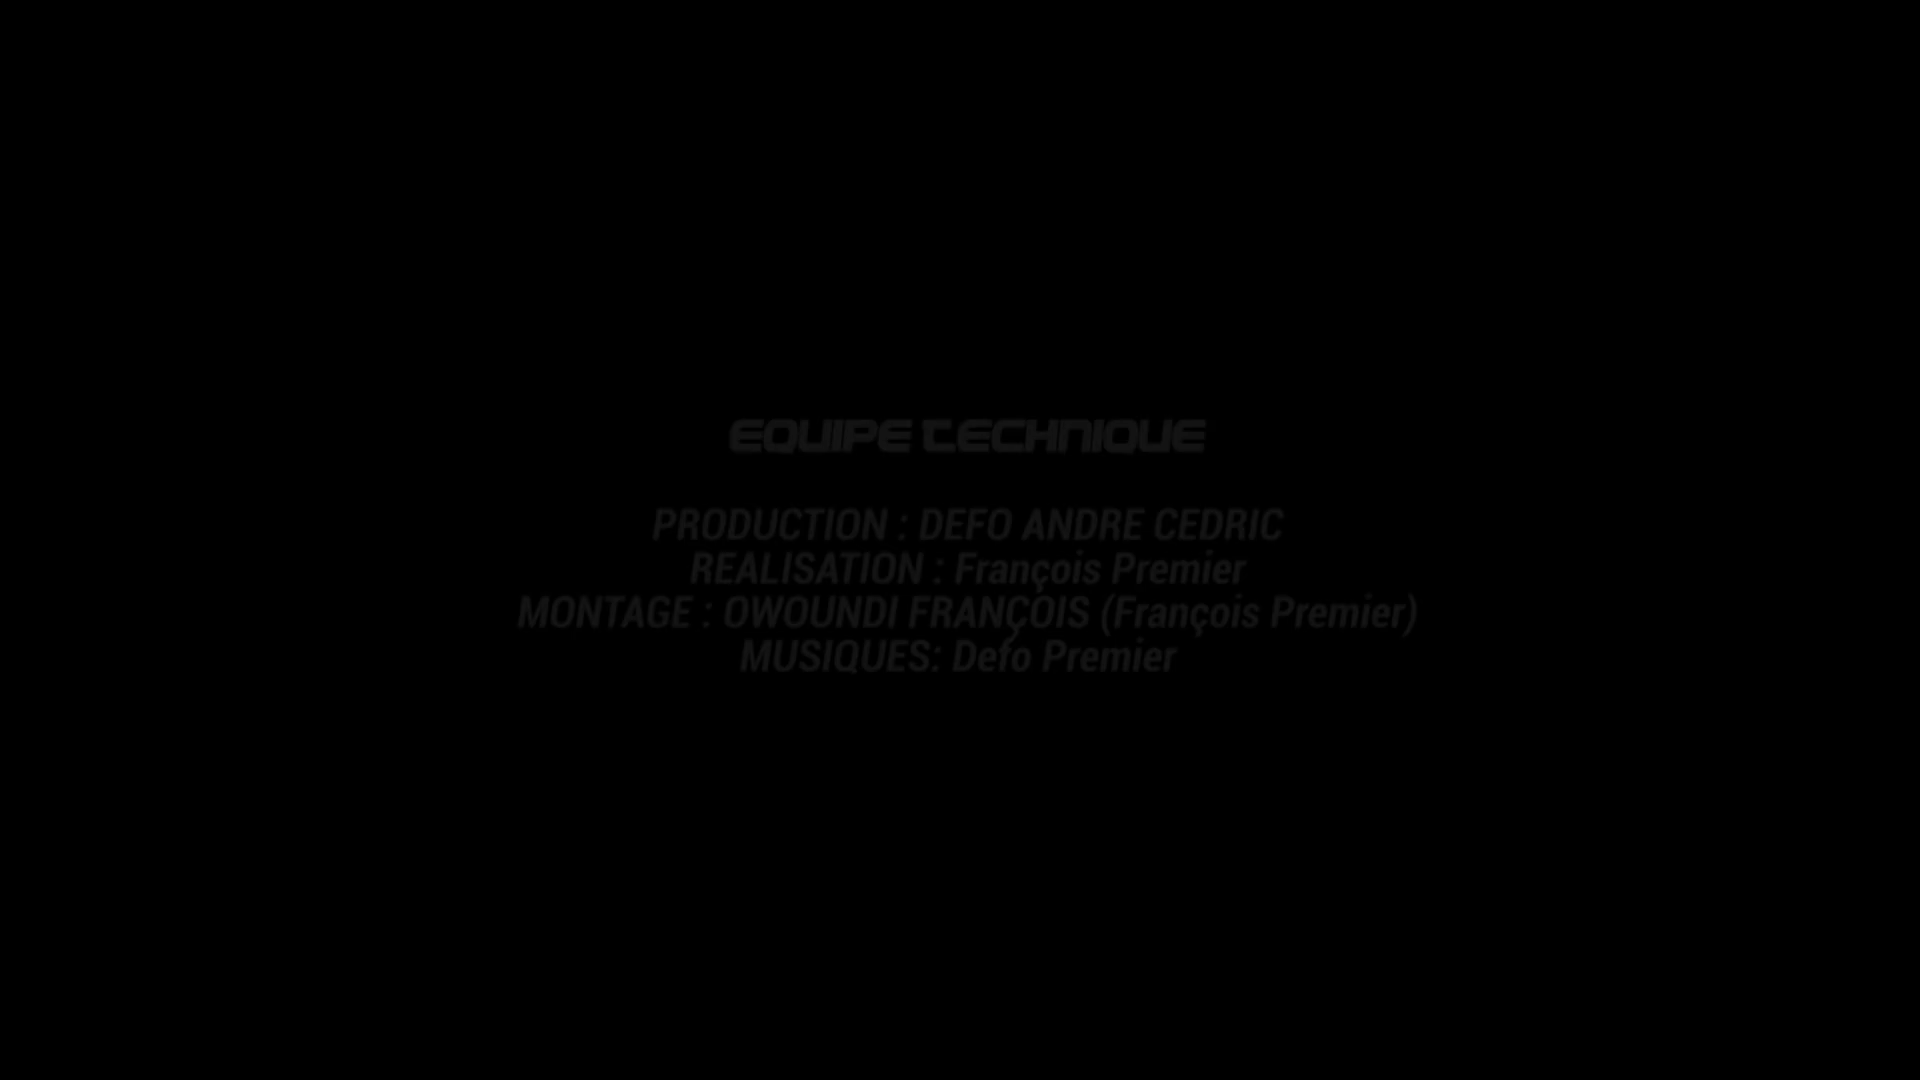 EQUIPE TECHNIQUE
PRODUCTION : DEFO ANDRE CEDRIC
REALISATION : François Premier
MONTAGE : OWOUNDI FRANÇOIS (François Premier)
MUSIQUES: Defo Premier